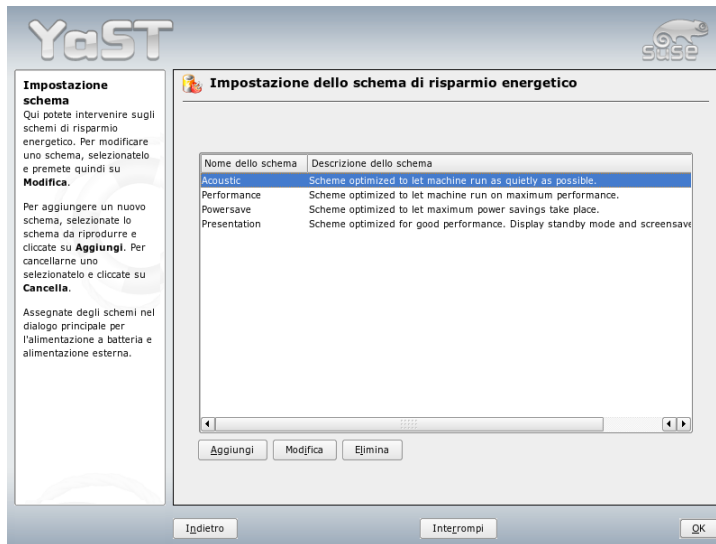 YaST
suse
Impostazione
schema
Qui potete intervenire sugli
schemi di risparmio
energetico. Per modificare
uno schema, selezionatelo
e premete quindi su
Modifica.
Per aggiungere un nuovo
schema, selezionate lo
schema da riprodurre e
cliccate su Aggiungi. Per
cancellarne uno
selezionatelo e cliccate su
Cancella.
Assegnate degli schemi nel
dialogo principale per
l'alimentazione a batteria e
alimentazione esterna.
Impostazione dello schema di risparmio energetico
Nome dello schema Descrizione dello schema
Acoustic Scheme optimized to let machine run as quietly as possible.
Performance Scheme optimized to let machine run on maximum performance.
Powersave Scheme optimized to let maximum power savings take place.
Presentation Scheme optimized for good performance. Display standby mode and screensave
Aggiungi Modifica Elimina
Indietro Interrompi OK